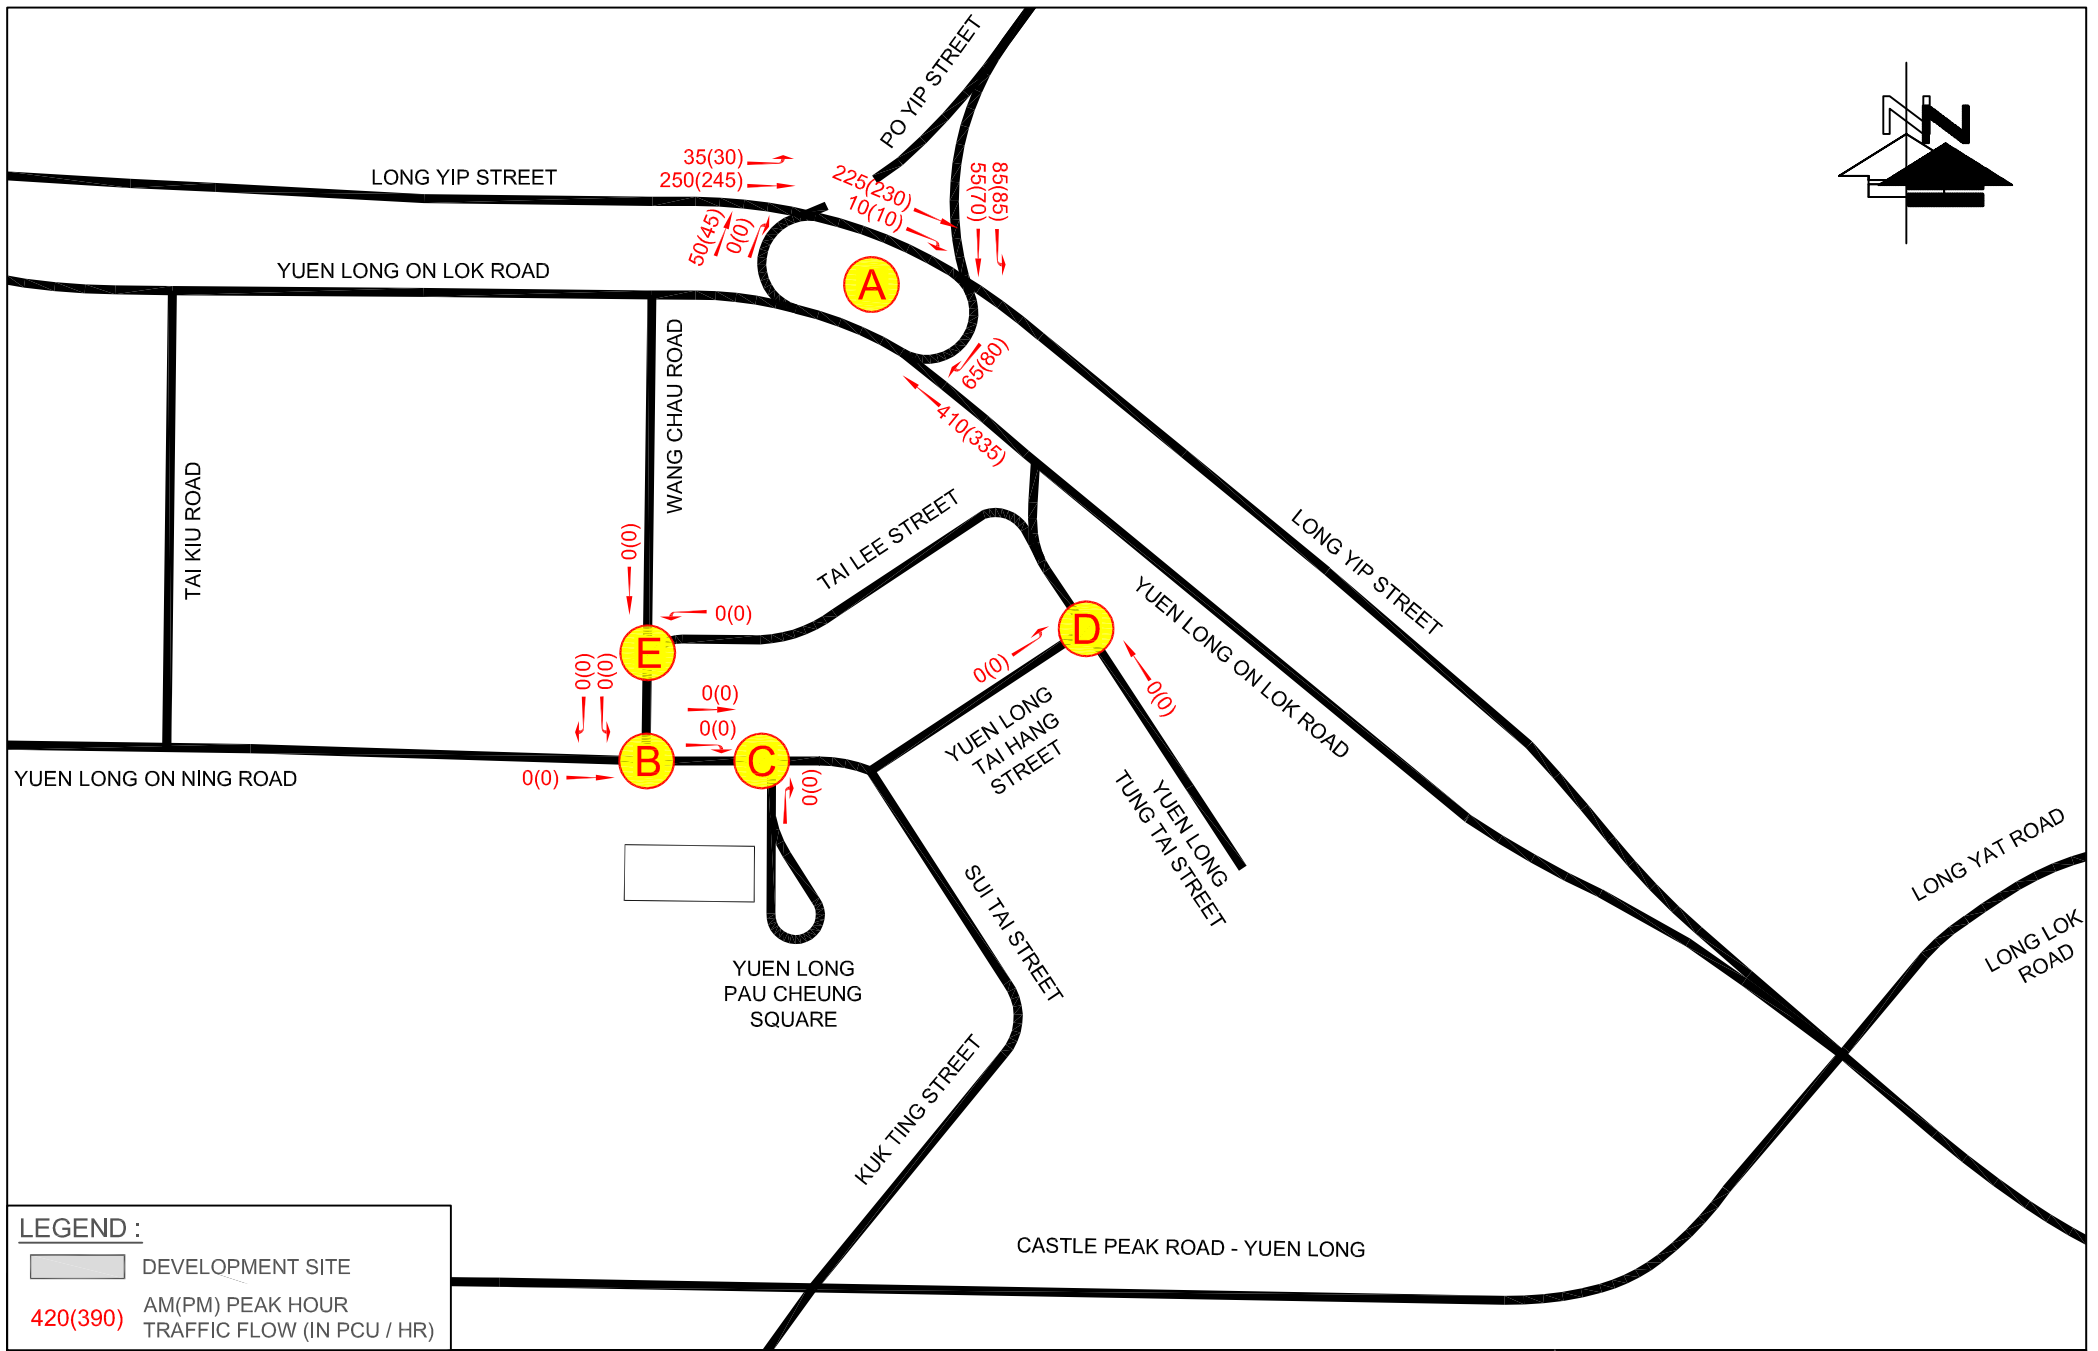 PO YIP STREET
N
N
35(30)
250(245)
LONG YIP STREET
225(230)
10(10)
85(85)
55(70)
50(45)
0(0)
A
YUEN LONG ON LOK ROAD
65(80)
410(335)
WANG CHAU ROAD
TAI KIU ROAD
0(0)
TAI LEE STREET
LONG YIP STREET
0(0)
E
D
YUEN LONG ON LOK ROAD
0(0)
0(0)
0(0)
0(0)
0(0)
0(0)
B
C
0(0)
0(0)
YUEN LONG ON NING ROAD
YUEN LONG
TAI HANG
STREET
YUEN LONG
TUNG TAI STREET
SUI TAI STREET
LONG YAT ROAD
LONG LOK
ROAD
YUEN LONG
PAU CHEUNG
SQUARE
KUK TING STREET
CASTLE PEAK ROAD - YUEN LONG
LEGEND :
DEVELOPMENT SITE
420(390)
AM(PM) PEAK HOUR
TRAFFIC FLOW (IN PCU / HR)